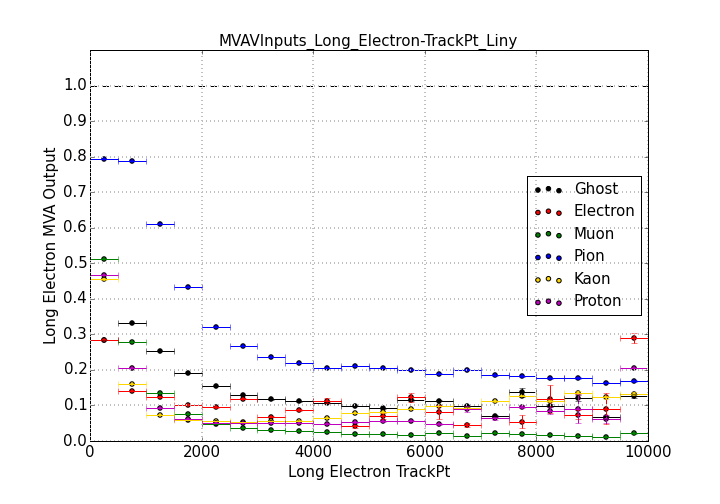 MVAVInputs_Long_Electron-TrackPt_Liny
Long Electron MVA Output
1.0
0.9
0.8
0.7
0.6
0.5
0.4
0.3
0.2
0.1
0.0
Ghost
Electron
Muon
Pion
Kaon
Proton
0 2000 4000 6000 8000 10000
Long Electron TrackPt